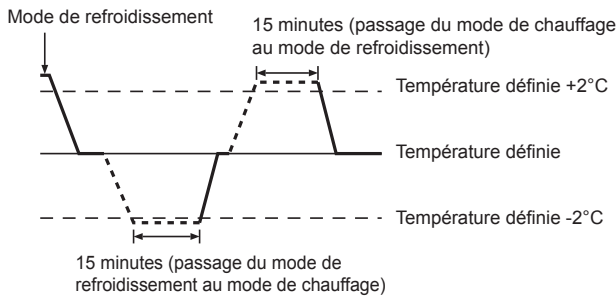 Mode de refroidissement
15 minutes (passage du mode de chauffage
au mode de refroidissement)
Température définie +2°C
Température définie
Température définie -2°C
15 minutes (passage du mode de
refroidissement au mode de chauffage)